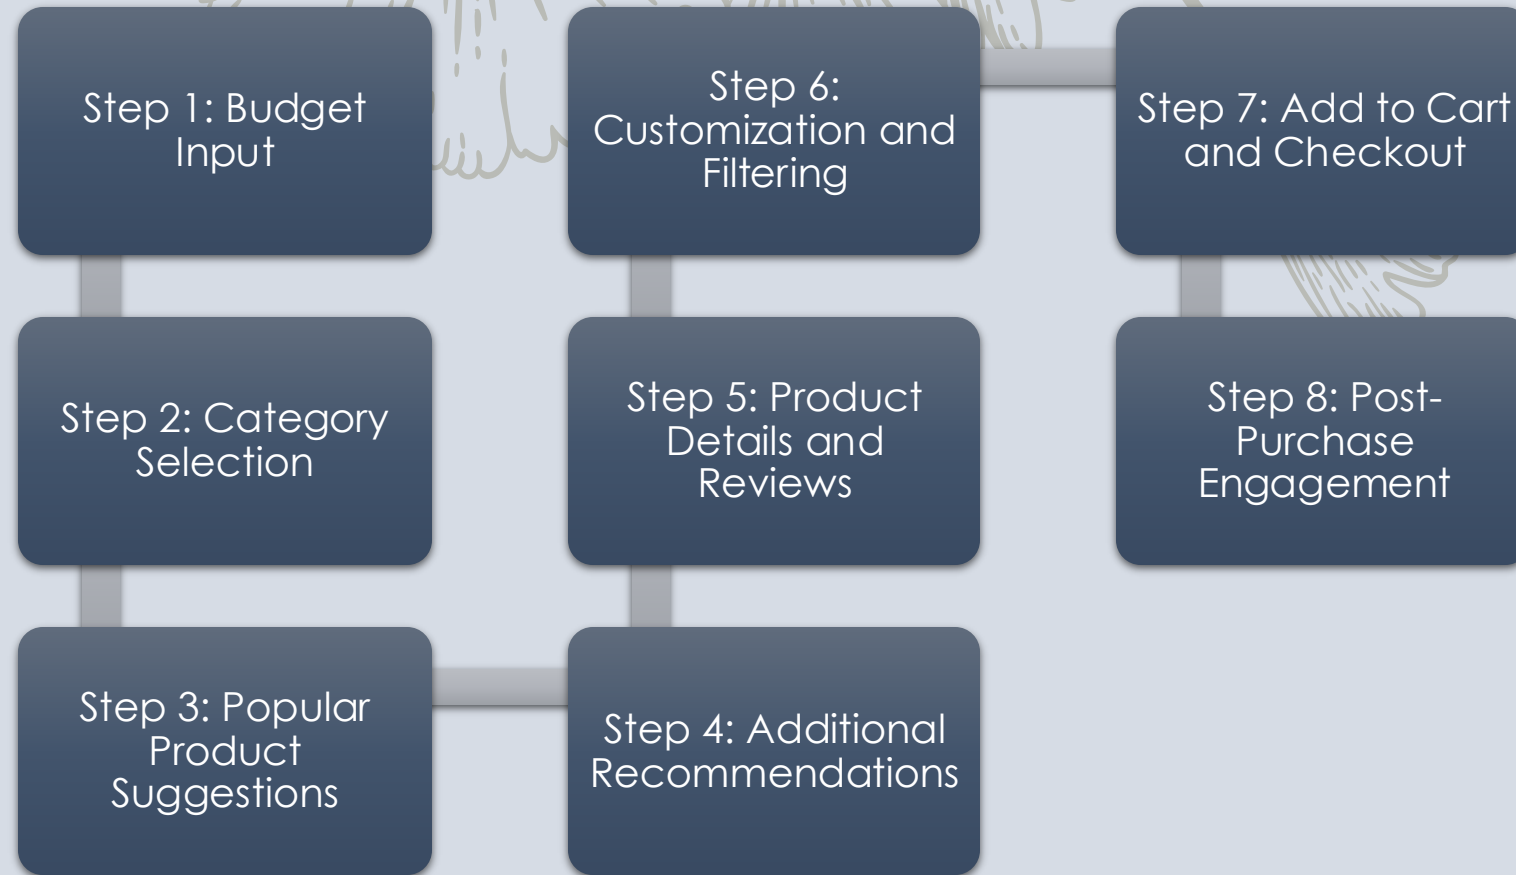 Step 1: Budget
Input
Step 2: Category
Selection
Step 3: Popular
Product
Suggestions
Step 4: Additional
Recommendations
Step 5: Product
Details and
Reviews
Step 6:
Customization and
Filtering
Step 7: Add to Cart
and Checkout
Step 8: Post-
Purchase
Engagement